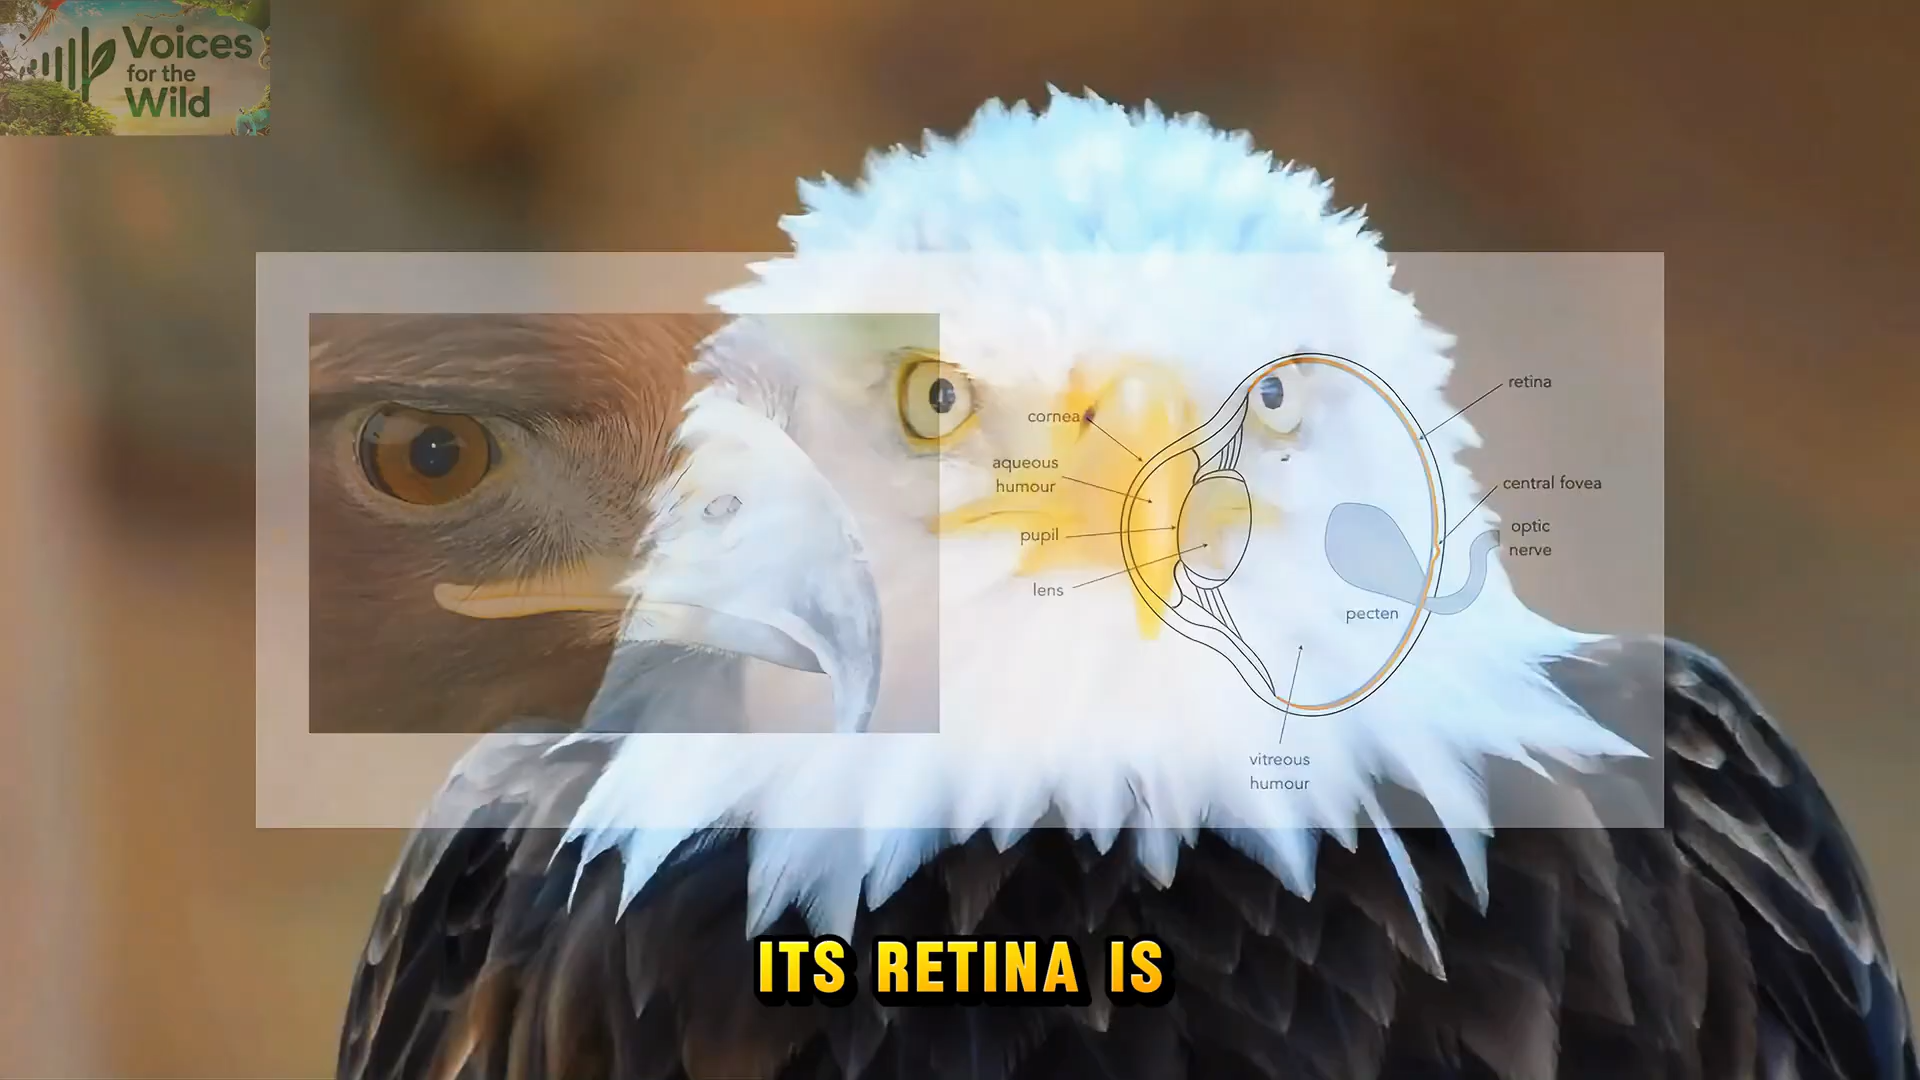 Voices
for the
Wild
retina
cornea
aqueous
humour
central fovea
pupil
optic
nerve
lens
pecten
vitreous
humour
ITS RETINA IS